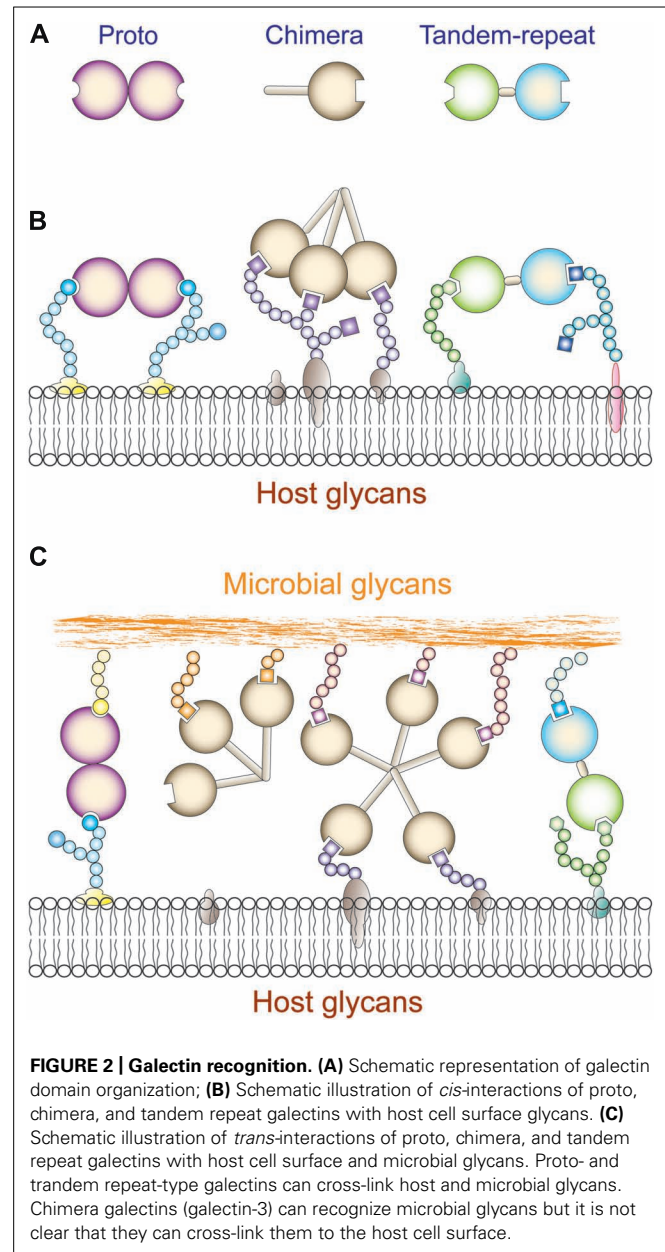 A
Proto
Chimera
Tandem-repeat
B
Host glycans
C
Microbial glycans
Host glycans
FIGURE 2 | Galectin recognition. (A) Schematic representation of galectin
domain organization; (B) Schematic illustration of cis-interactions of proto,
chimera, and tandem repeat galectins with host cell surface glycans. (C)
Schematic illustration of trans-interactions of proto, chimera, and tandem
repeat galectins with host cell surface and microbial glycans. Proto- and
trandem repeat-type galectins can cross-link host and microbial glycans.
Chimera galectins (galectin-3) can recognize microbial glycans but it is not
clear that they can cross-link them to the host cell surface.